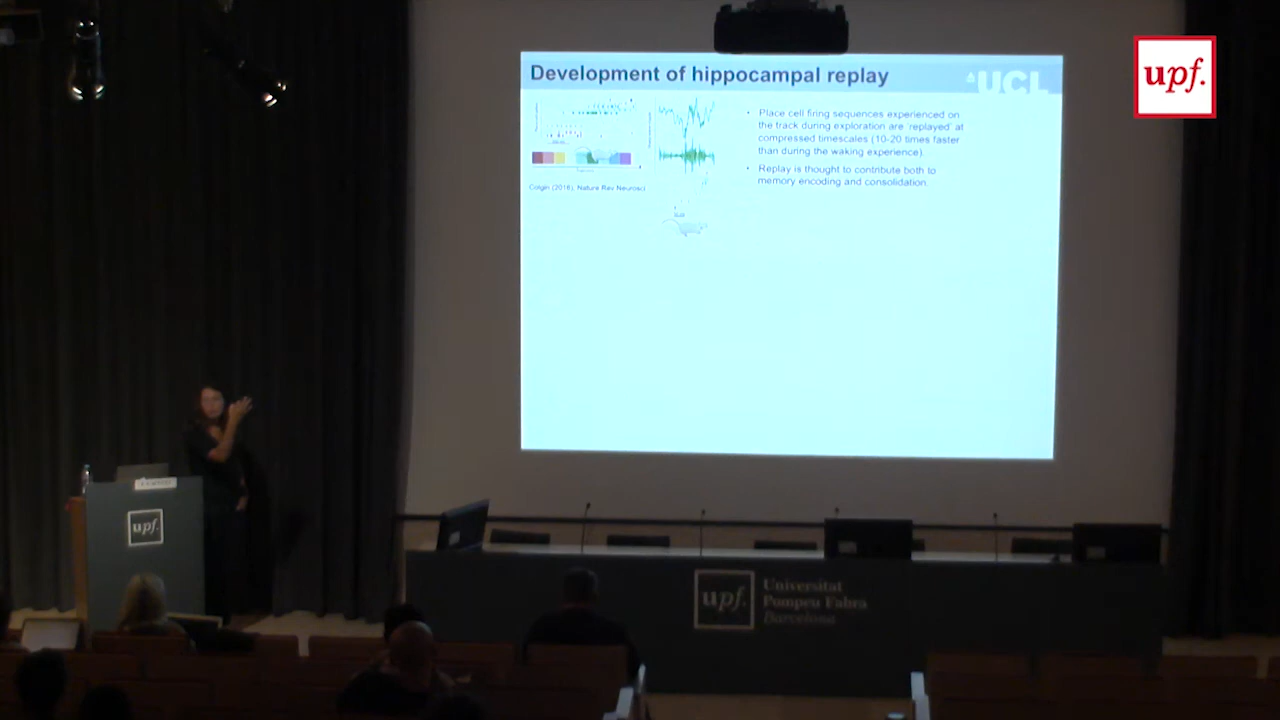 Development of hippocampal replay
UCL
• Place cell firing sequences experienced on
the track during exploration are 'replayed' at
compressed timescales (10-20 times faster
than during the waking experience).
• Replay is thought to contribute both to
memory encoding and consolidation.
Colgin (2016), Nature Rev Neurosci
upf.
upf.
upf.
Universitat
Pompeu Fabra
Barcelona